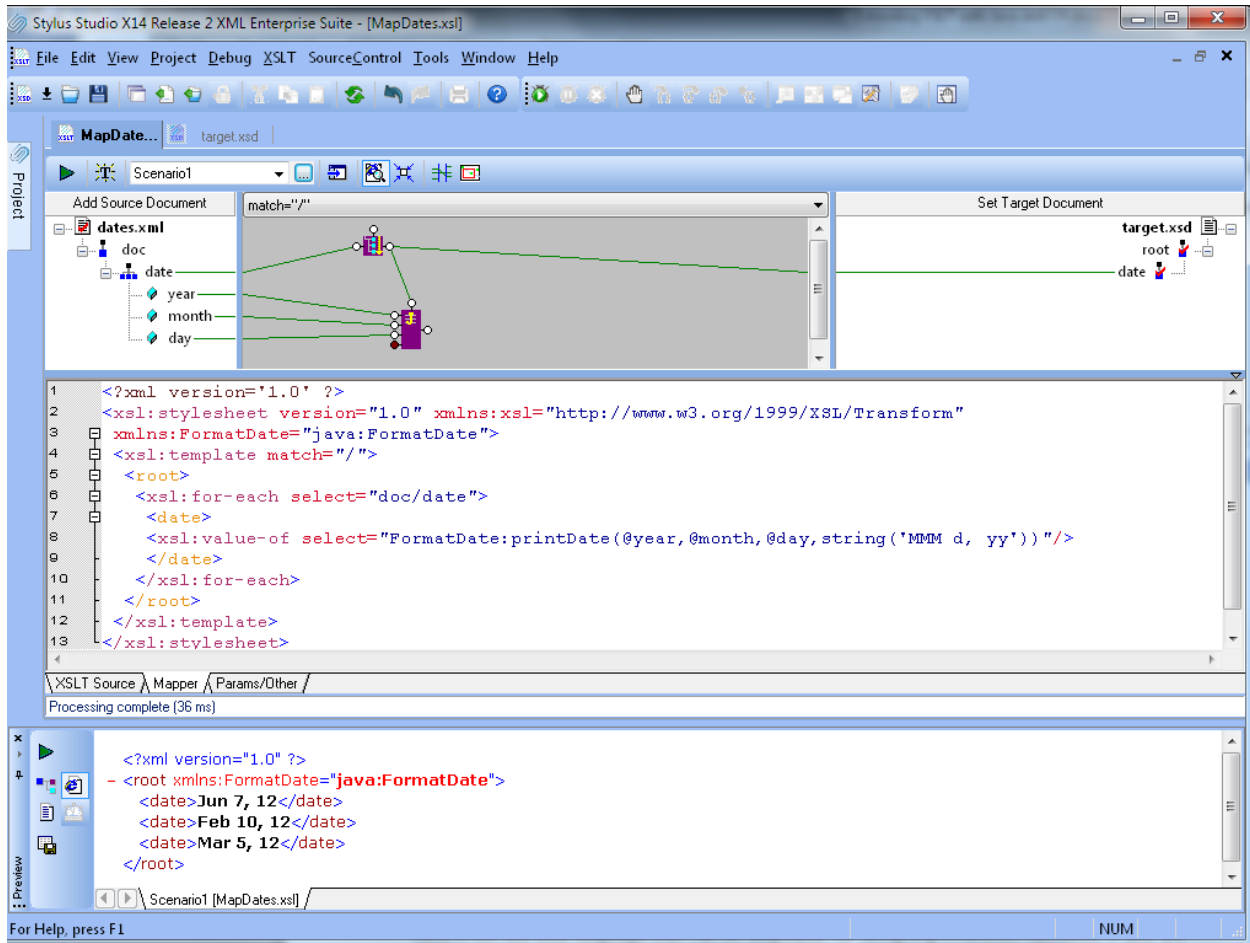 Stylus Studio X14 Release 2 XML Enterprise Suite - [MapDates.xsl]
File Edit View Project Debug XSLT SourceControl Tools Window Help
MapDate... target.xsd
Project
Scenario1
Add Source Document match="/" Set Target Document
dates.xml target.xsd
doc root
date date
year
month
day
1 <?xml version='1.0' ?>
2 <xsl:stylesheet version="1.0" xmlns:xsl="http://www.w3.org/1999/XSL/Transform"
3 xmlns:FormatDate="java:FormatDate">
4 <xsl:template match="/">
5 <root>
6 <xsl:for-each select="doc/date">
7 <date>
8 <xsl:value-of select="FormatDate:printDate(@year,@month,@day,string('MMM d, yy'))"/>
9 </date>
10 </xsl:for-each>
11 </root>
12 </xsl:template>
13 </xsl:stylesheet>
XSLT Source Mapper Params/Other
Processing complete (36 ms)
<?xml version="1.0" ?>
- <root xmlns:FormatDate="java:FormatDate">
<date>Jun 7, 12</date>
<date>Feb 10, 12</date>
<date>Mar 5, 12</date>
</root>
Preview
Scenario1 [MapDates.xsl]
For Help, press F1 NUM